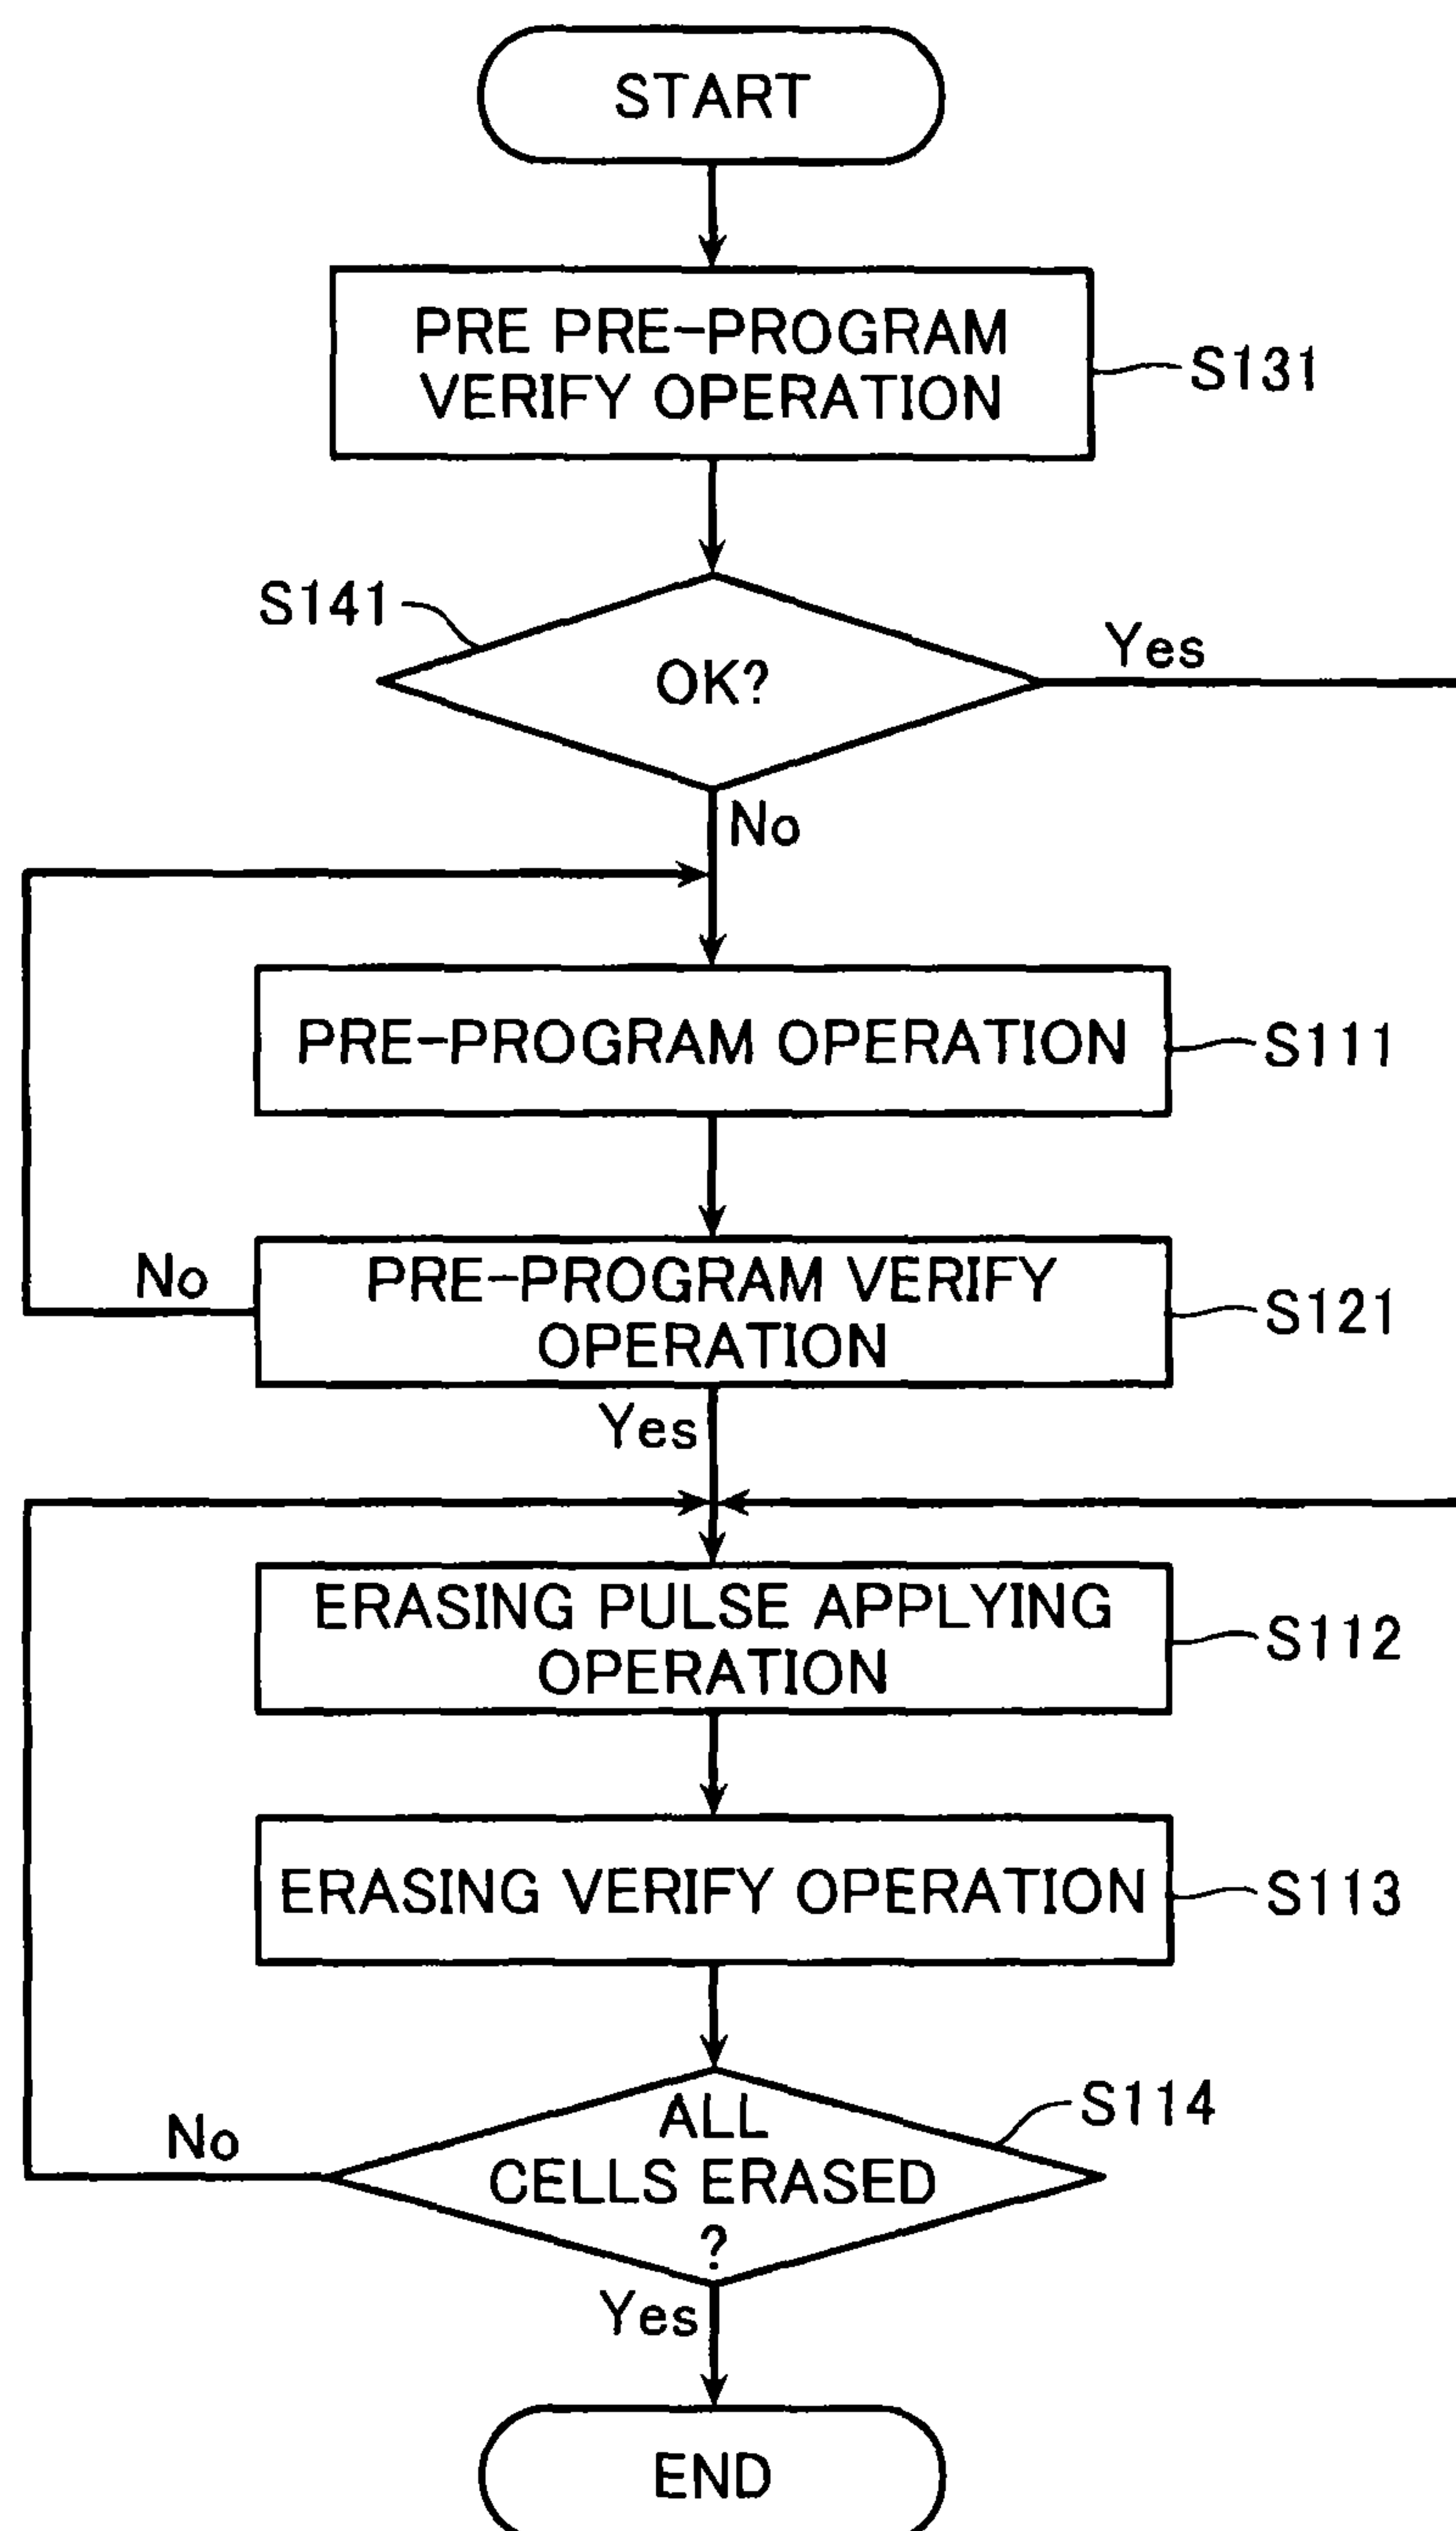 START
PRE PRE-PROGRAM
VERIFY OPERATION
S131
S141
OK?
Yes
No
PRE-PROGRAM OPERATION
S111
PRE-PROGRAM VERIFY
OPERATION
S121
No
Yes
ERASING PULSE APPLYING
OPERATION
S112
ERASING VERIFY OPERATION
S113
ALL
CELLS ERASED
?
S114
No
Yes
END